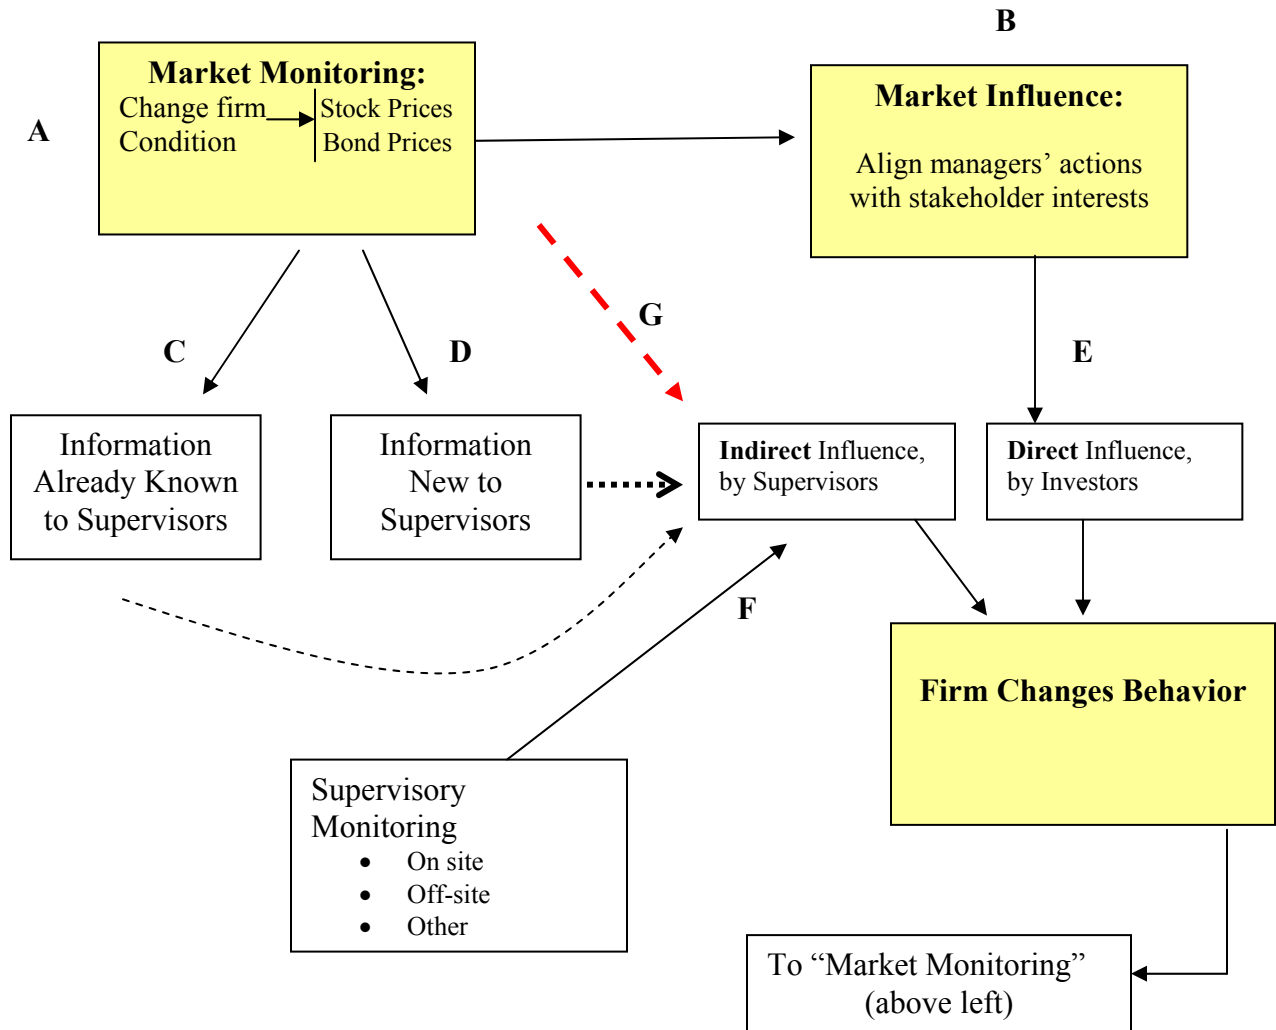 B
Market Monitoring:
Change firm Stock Prices
Condition Bond Prices
A
Market Influence:
Align managers’ actions
with stakeholder interests
G
C
D
E
Information
Already Known
to Supervisors
Information
New to
Supervisors
Indirect Influence,
by Supervisors
Direct Influence,
by Investors
F
Firm Changes Behavior
Supervisory
Monitoring
• On site
• Off-site
• Other
To “Market Monitoring”
(above left)